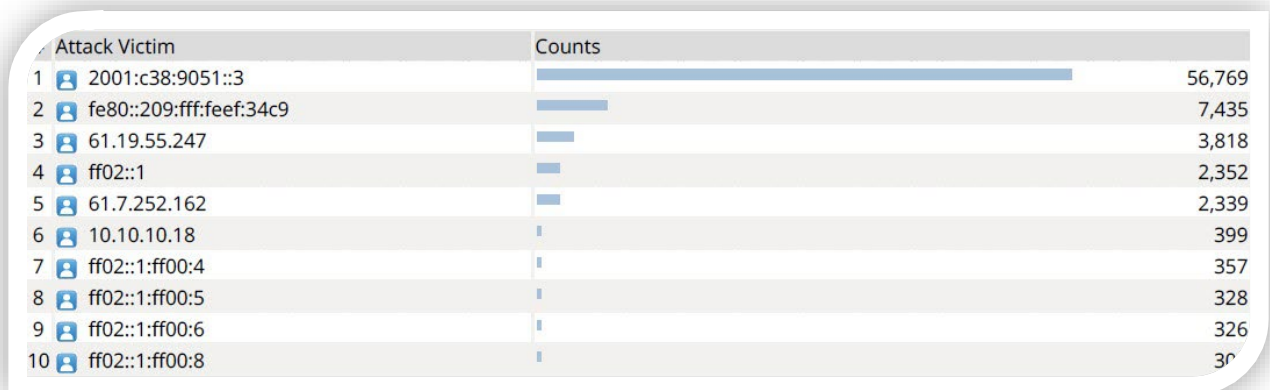 Attack Victim Counts
1 2001:c38:9051::3 56,769
2 fe80::209:fff:feef:34c9 7,435
3 61.19.55.247 3,818
4 ff02::1 2,352
5 61.7.252.162 2,339
6 10.10.10.18 399
7 ff02::1:ff00:4 357
8 ff02::1:ff00:5 328
9 ff02::1:ff00:6 326
10 ff02::1:ff00:8